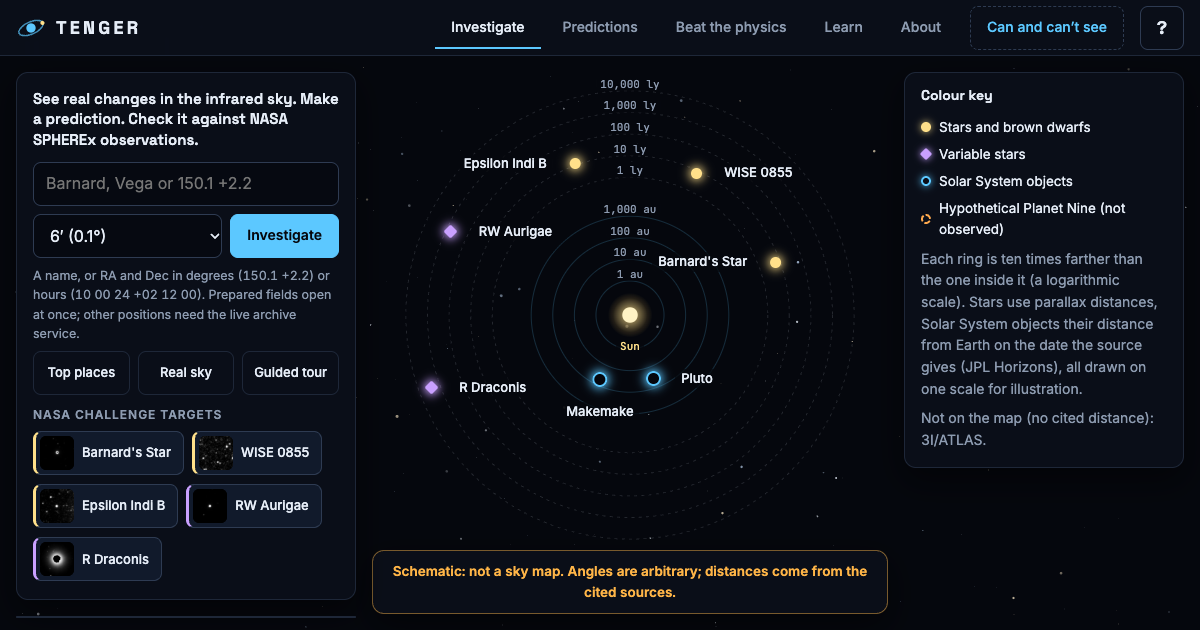 TENGER
Investigate
Predictions
Beat the physics
Learn
About
Can and can’t see
?
See real changes in the infrared sky. Make
a prediction. Check it against NASA
SPHEREx observations.
Barnard, Vega or 150.1 +2.2
6′ (0.1°)
Investigate
A name, or RA and Dec in degrees (150.1 +2.2) or
hours (10 00 24 +02 12 00). Prepared fields open
at once; other positions need the live archive
service.
Top places
Real sky
Guided tour
NASA CHALLENGE TARGETS
Barnard's Star
WISE 0855
Epsilon Indi B
RW Aurigae
R Draconis
10,000 ly
1,000 ly
100 ly
10 ly
1 ly
1,000 au
100 au
10 au
1 au
Epsilon Indi B
WISE 0855
RW Aurigae
Barnard's Star
Sun
R Draconis
Pluto
Makemake
Schematic: not a sky map. Angles are arbitrary; distances come from the
cited sources.
Colour key
Stars and brown dwarfs
Variable stars
Solar System objects
Hypothetical Planet Nine (not
observed)
Each ring is ten times farther than
the one inside it (a logarithmic
scale). Stars use parallax distances,
Solar System objects their distance
from Earth on the date the source
gives (JPL Horizons), all drawn on
one scale for illustration.
Not on the map (no cited distance):
3I/ATLAS.